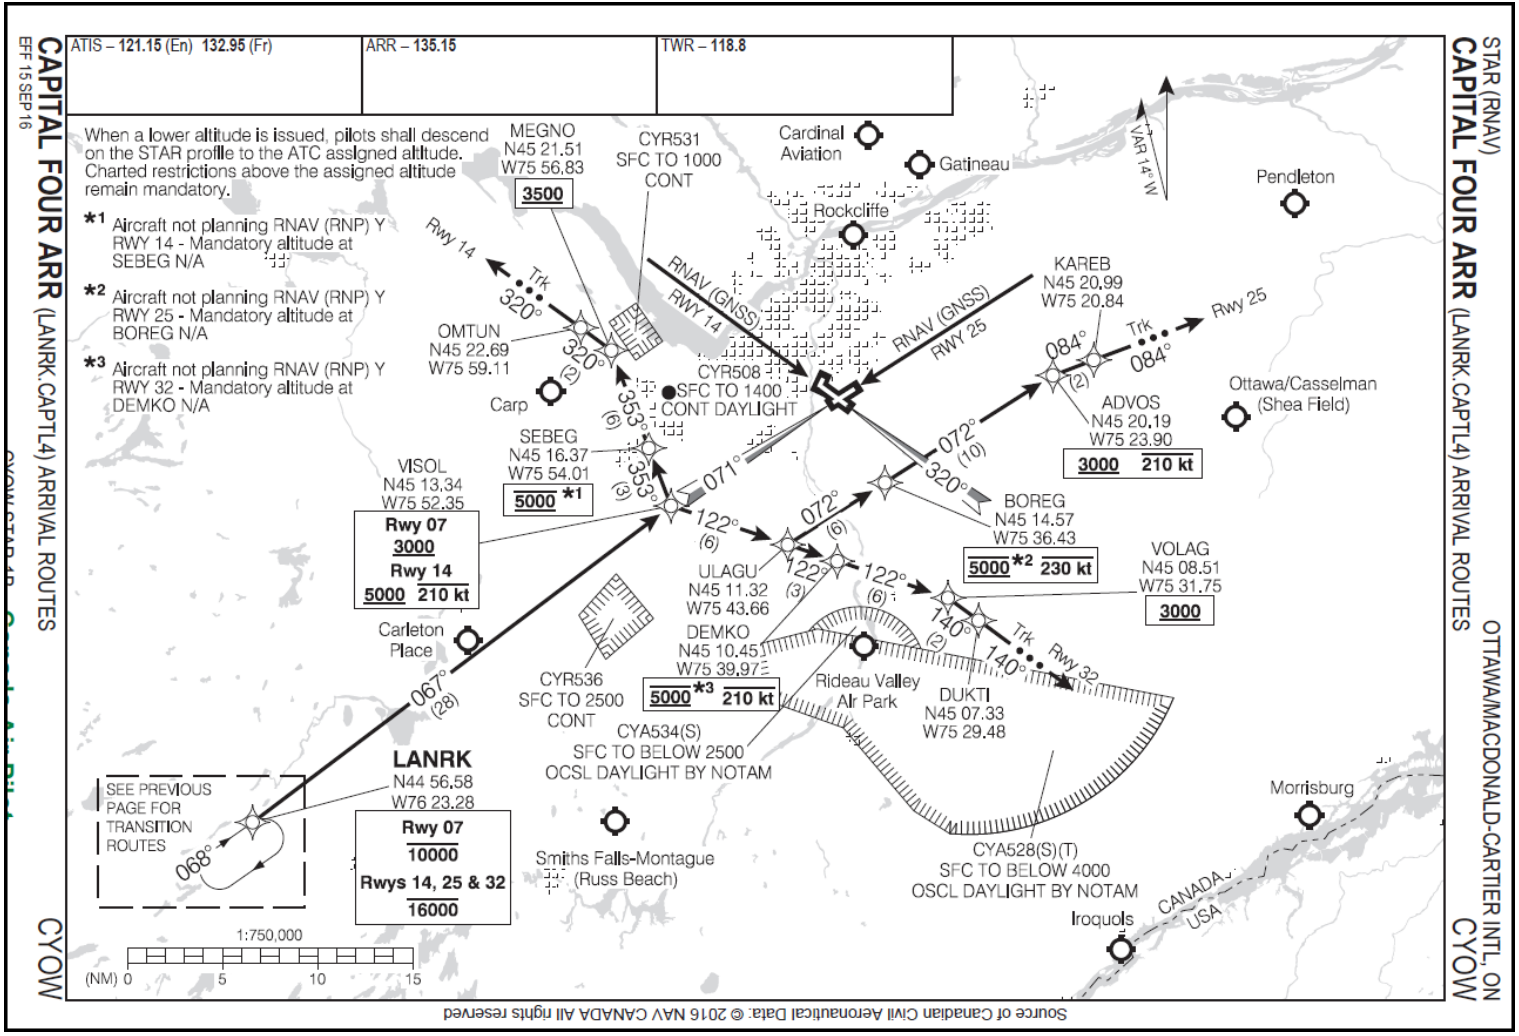 STAR (RNAV)
CAPITAL FOUR ARR (LANRK.CAPTL4) ARRIVAL ROUTES
OTTAWA/MACDONALD-CARTIER INTL, ON
CYOW
ATIS – 121.15 (En) 132.95 (Fr)
ARR – 135.15
TWR – 118.8
When a lower altitude is issued, pilots shall descend
on the STAR profile to the ATC assigned altitude.
Charted restrictions above the assigned altitude
remain mandatory.
*1 Aircraft not planning RNAV (RNP) Y
RWY 14 - Mandatory altitude at
SEBEG N/A
*2 Aircraft not planning RNAV (RNP) Y
RWY 25 - Mandatory altitude at
BOREG N/A
*3 Aircraft not planning RNAV (RNP) Y
RWY 32 - Mandatory altitude at
DEMKO N/A
MEGNO
N45 21.51
W75 56.83
3500
CYR531
SFC TO 1000
CONT
Cardinal
Aviation
Gatineau
Rockcliffe
VAR 14° W
Pendleton
Rwy 14
Trk
320°
OMTUN
N45 22.69
W75 59.11
320°
(2)
RNAV (GNSS)
RWY 14
RNAV (GNSS)
RWY 25
KAREB
N45 20.99
W75 20.84
Rwy 25
Trk
084°
084°
(2)
Carp
CYR508
SFC TO 1400
CONT DAYLIGHT
353°
(6)
ADVOS
N45 20.19
W75 23.90
3000 210 kt
Ottawa/Casselman
(Shea Field)
SEBEG
N45 16.37
W75 54.01
5000 *1
353°
(3)
071°
072°
(10)
320°
VISOL
N45 13.34
W75 52.35
Rwy 07
3000
Rwy 14
5000 210 kt
122°
(6)
072°
(6)
BOREG
N45 14.57
W75 36.43
5000 *2 230 kt
ULAGU
N45 11.32
W75 43.66
122°
(3)
122°
(6)
VOLAG
N45 08.51
W75 31.75
3000
Carleton
Place
DEMKO
N45 10.45
W75 39.97
5000 *3 210 kt
140°
(2)
Trk
140°
Rwy 32
Rideau Valley
Air Park
DUKTI
N45 07.33
W75 29.48
CYR536
SFC TO 2500
CONT
CYA534(S)
SFC TO BELOW 2500
OCSL DAYLIGHT BY NOTAM
067°
(28)
LANRK
N44 56.58
W76 23.28
Rwy 07
10000
Rwys 14, 25 & 32
16000
SEE PREVIOUS
PAGE FOR
TRANSITION
ROUTES
068°
Smiths Falls-Montague
(Russ Beach)
CYA528(S)(T)
SFC TO BELOW 4000
OSCL DAYLIGHT BY NOTAM
Morrisburg
Iroquois
CANADA
USA
1:750,000
(NM) 0 5 10 15
EFF 15 SEP 16
CAPITAL FOUR ARR (LANRK.CAPTL4) ARRIVAL ROUTES
CYOW
Source of Canadian Civil Aeronautical Data: © 2016 NAV CANADA All rights reserved